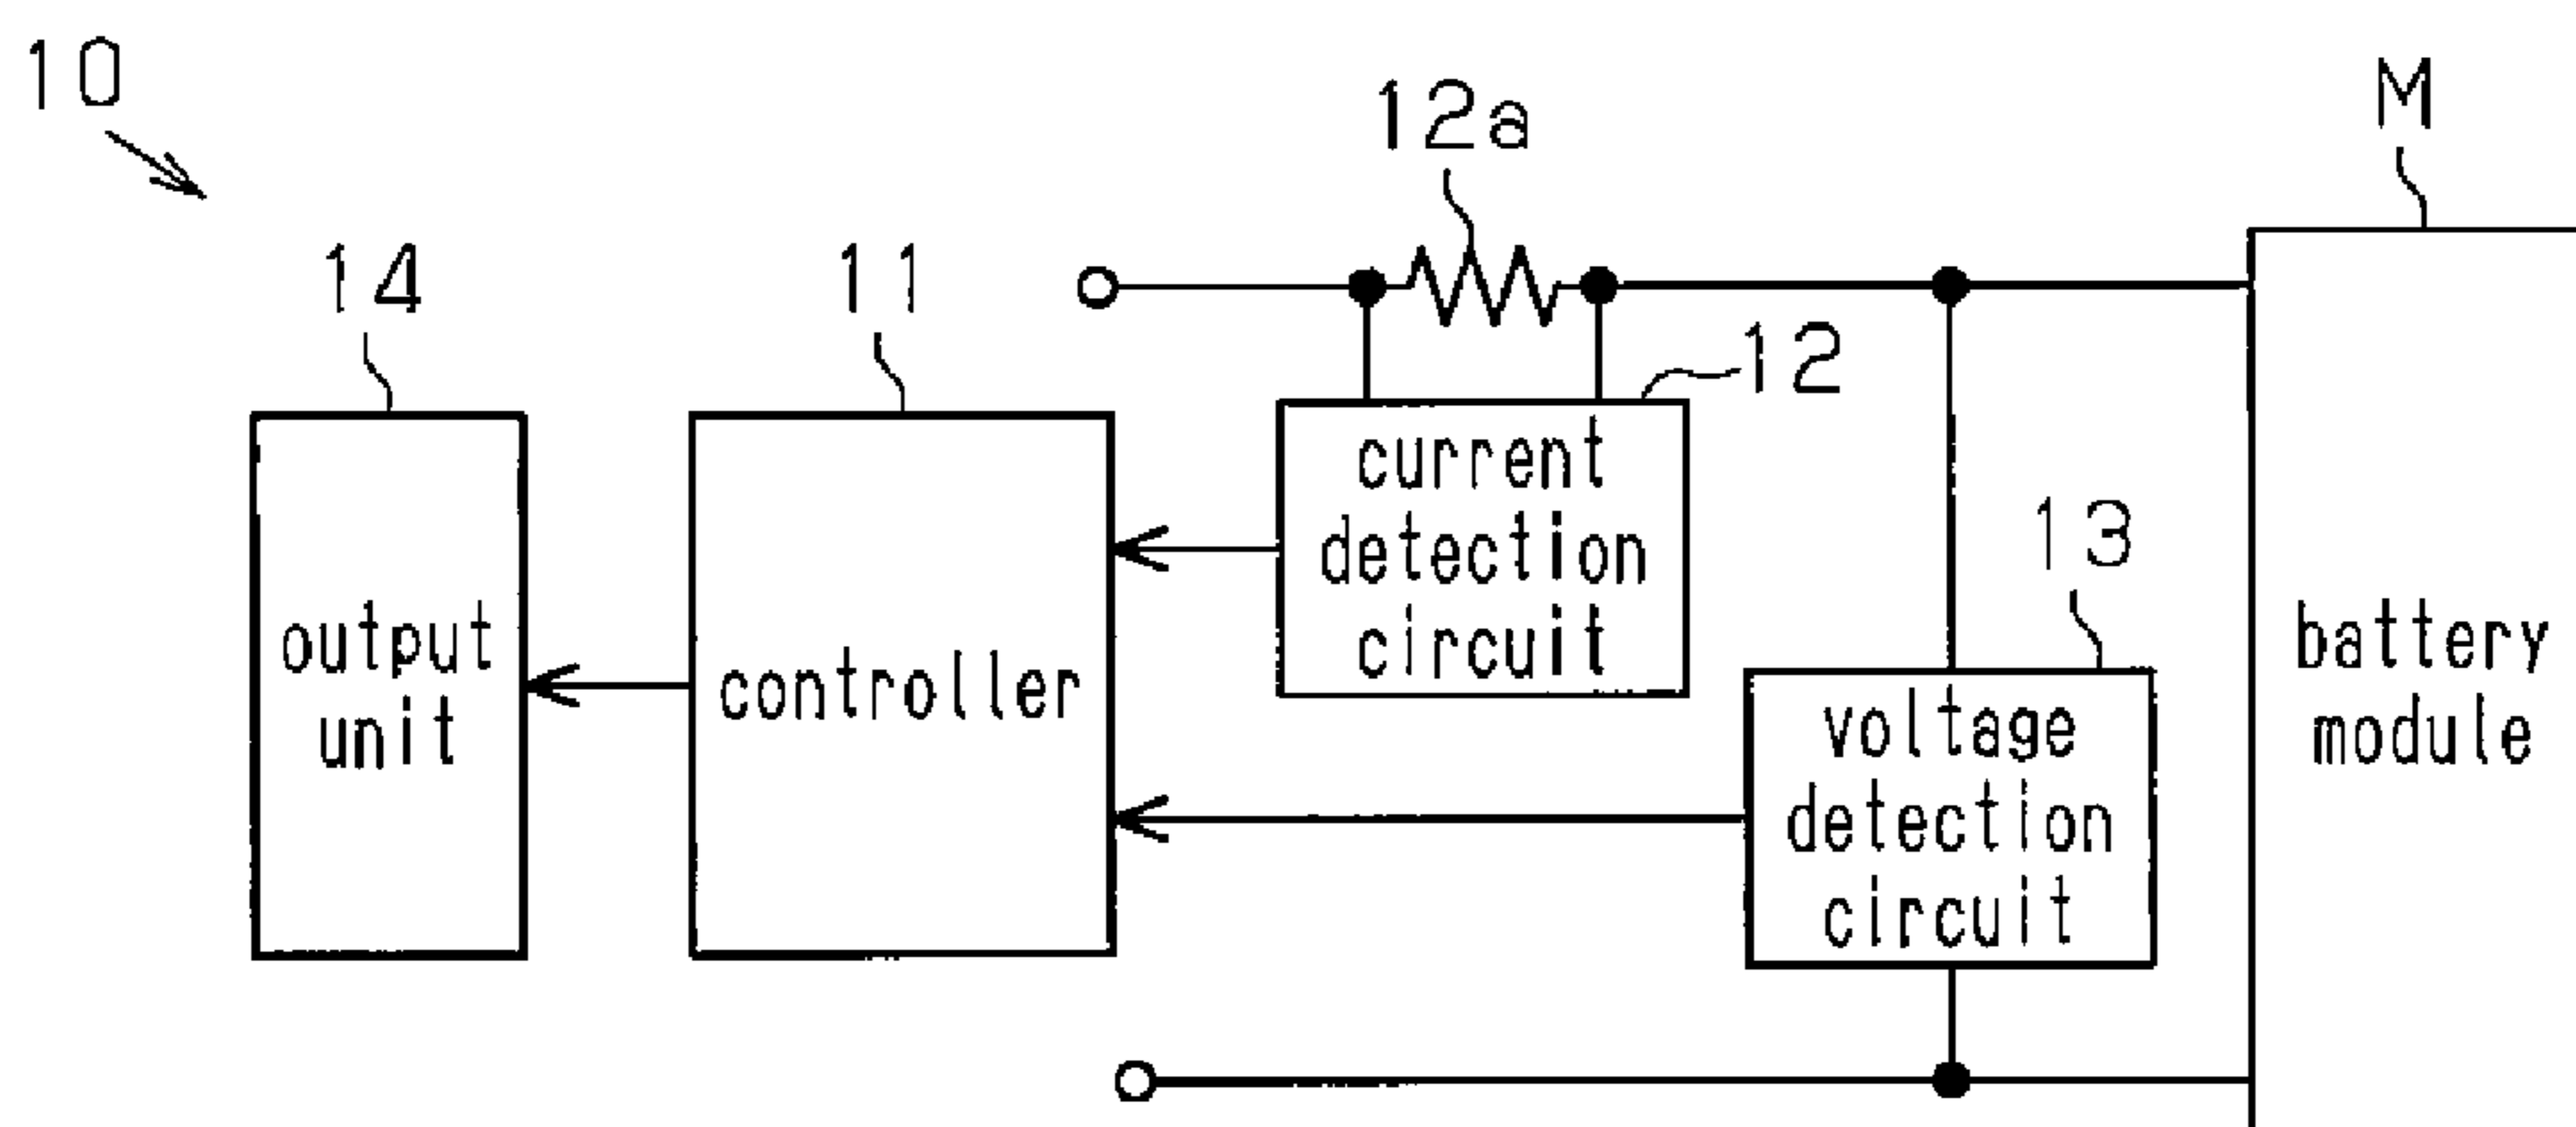 10
12a
M
14
11
12
current
detection
circuit
13
output
unit
controller
voltage
detection
circuit
battery
module